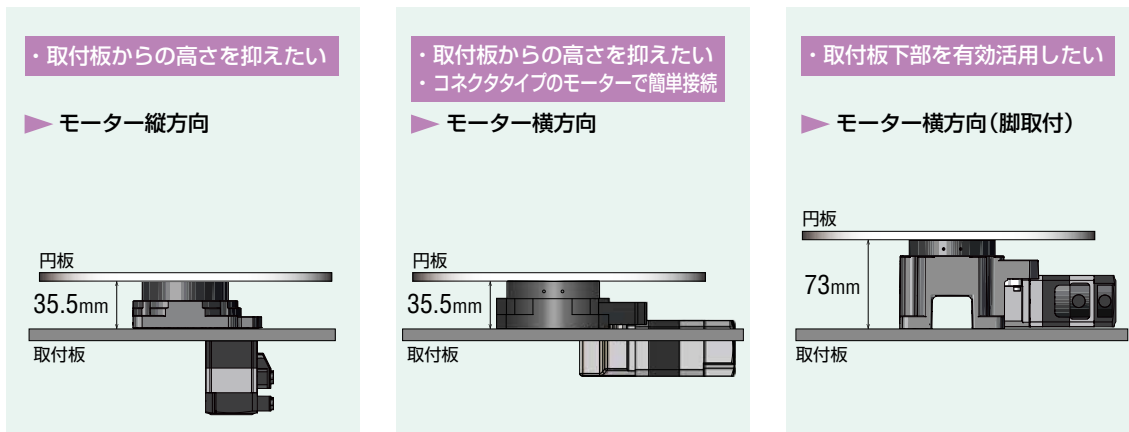 ・取付板からの高さを抑えたい
モーター縦方向
円板
35.5mm
取付板
・取付板からの高さを抑えたい
・コネクタタイプのモーターで簡単接続
モーター横方向
円板
35.5mm
取付板
・取付板下部を有効活用したい
モーター横方向(脚取付)
円板
73mm
取付板